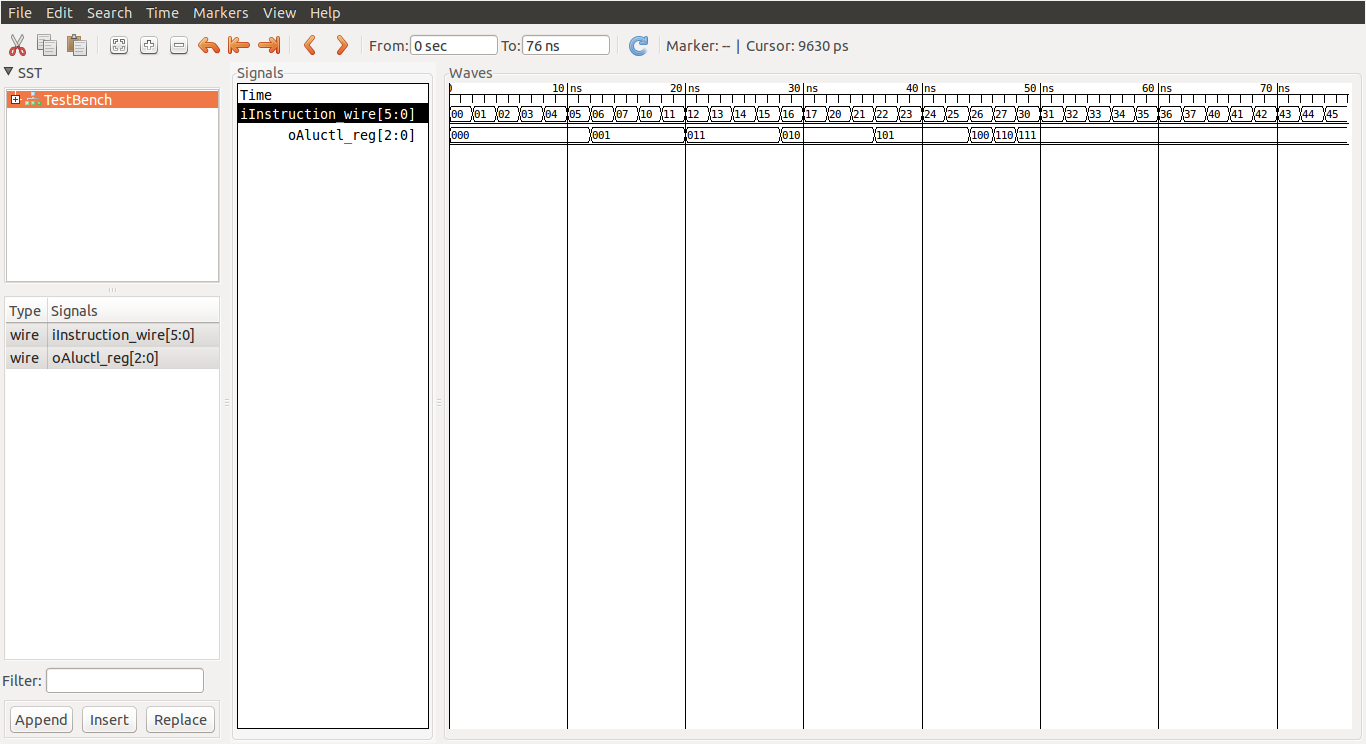 File Edit Search Time Markers View Help
From: 0 sec To: 76 ns Marker: -- | Cursor: 9630 ps
SST
TestBench
Type Signals
wire iInstruction_wire[5:0]
wire oAluctl_reg[2:0]
Filter:
Append Insert Replace
Signals
Time
iInstruction_wire[5:0]
oAluctl_reg[2:0]
Waves
0 10 ns 20 ns 30 ns 40 ns 50 ns 60 ns 70 ns
00 01 02 03 04 05 06 07 10 11 12 13 14 15 16 17 20 21 22 23 24 25 26 27 30 31 32 33 34 35 36 37 40 41 42 43 44 45
000 001 011 010 101 100 110 111